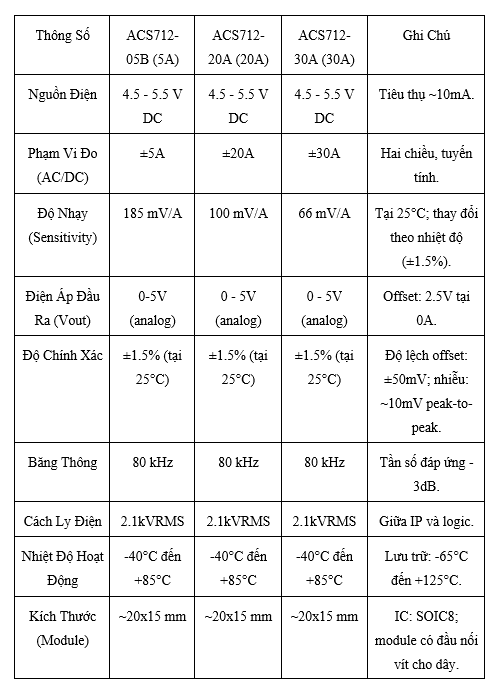 Thông Số
ACS712-
05B (5A)
ACS712-
20A (20A)
ACS712-
30A (30A)
Ghi Chú
Nguồn Điện
4.5 - 5.5 V
DC
4.5 - 5.5 V
DC
4.5 - 5.5 V
DC
Tiêu thụ ~10mA.
Phạm Vi Đo
(AC/DC)
±5A
±20A
±30A
Hai chiều, tuyến
tính.
Độ Nhạy
(Sensitivity)
185 mV/A
100 mV/A
66 mV/A
Tại 25°C; thay đổi
theo nhiệt độ
(±1.5%).
Điện Áp Đầu
Ra (Vout)
0-5V
(analog)
0 - 5V
(analog)
0 - 5V
(analog)
Offset: 2.5V tại
0A.
Độ Chính Xác
±1.5% (tại
25°C)
±1.5% (tại
25°C)
±1.5% (tại
25°C)
Độ lệch offset:
±50mV; nhiễu:
~10mV peak-to-
peak.
Băng Thông
80 kHz
80 kHz
80 kHz
Tần số đáp ứng -
3dB.
Cách Ly Điện
2.1kVRMS
2.1kVRMS
2.1kVRMS
Giữa IP và logic.
Nhiệt Độ Hoạt
Động
-40°C đến
+85°C
-40°C đến
+85°C
-40°C đến
+85°C
Lưu trữ: -65°C
đến +125°C.
Kích Thước
(Module)
~20x15 mm
~20x15 mm
~20x15 mm
IC: SOIC8;
module có đầu nối
vít cho dây.